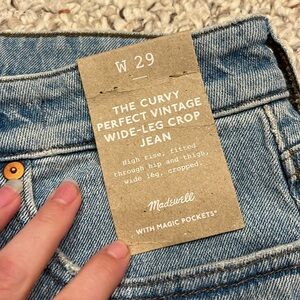 W 29
THE CURVY
PERFECT VINTAGE
WIDE-LEG CROP
JEAN
High rise, fitted
through hip and thigh,
wide leg, cropped.
Madewell
WITH MAGIC POCKETS*